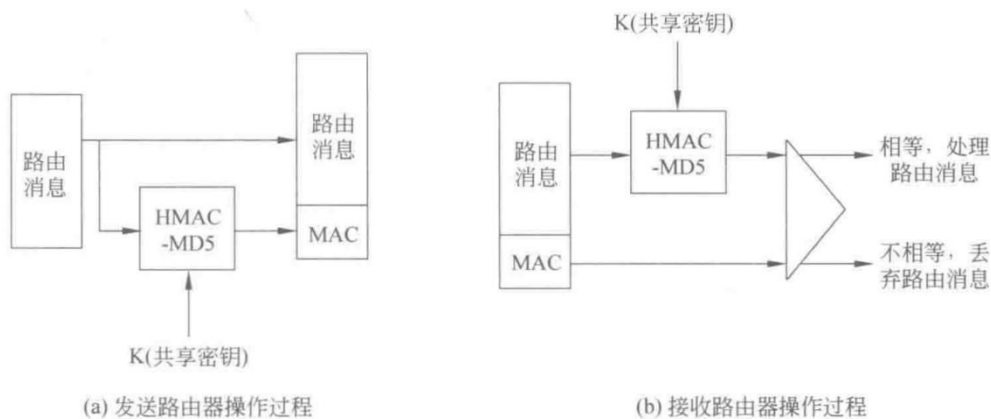 路由
消息
HMAC
-MD5
K(共享密钥)
路由
消息
MAC
(a) 发送路由器操作过程
K(共享密钥)
路由
消息
MAC
HMAC
-MD5
相等，处理
路由消息
不相等，丢
弃路由消息
(b) 接收路由器操作过程